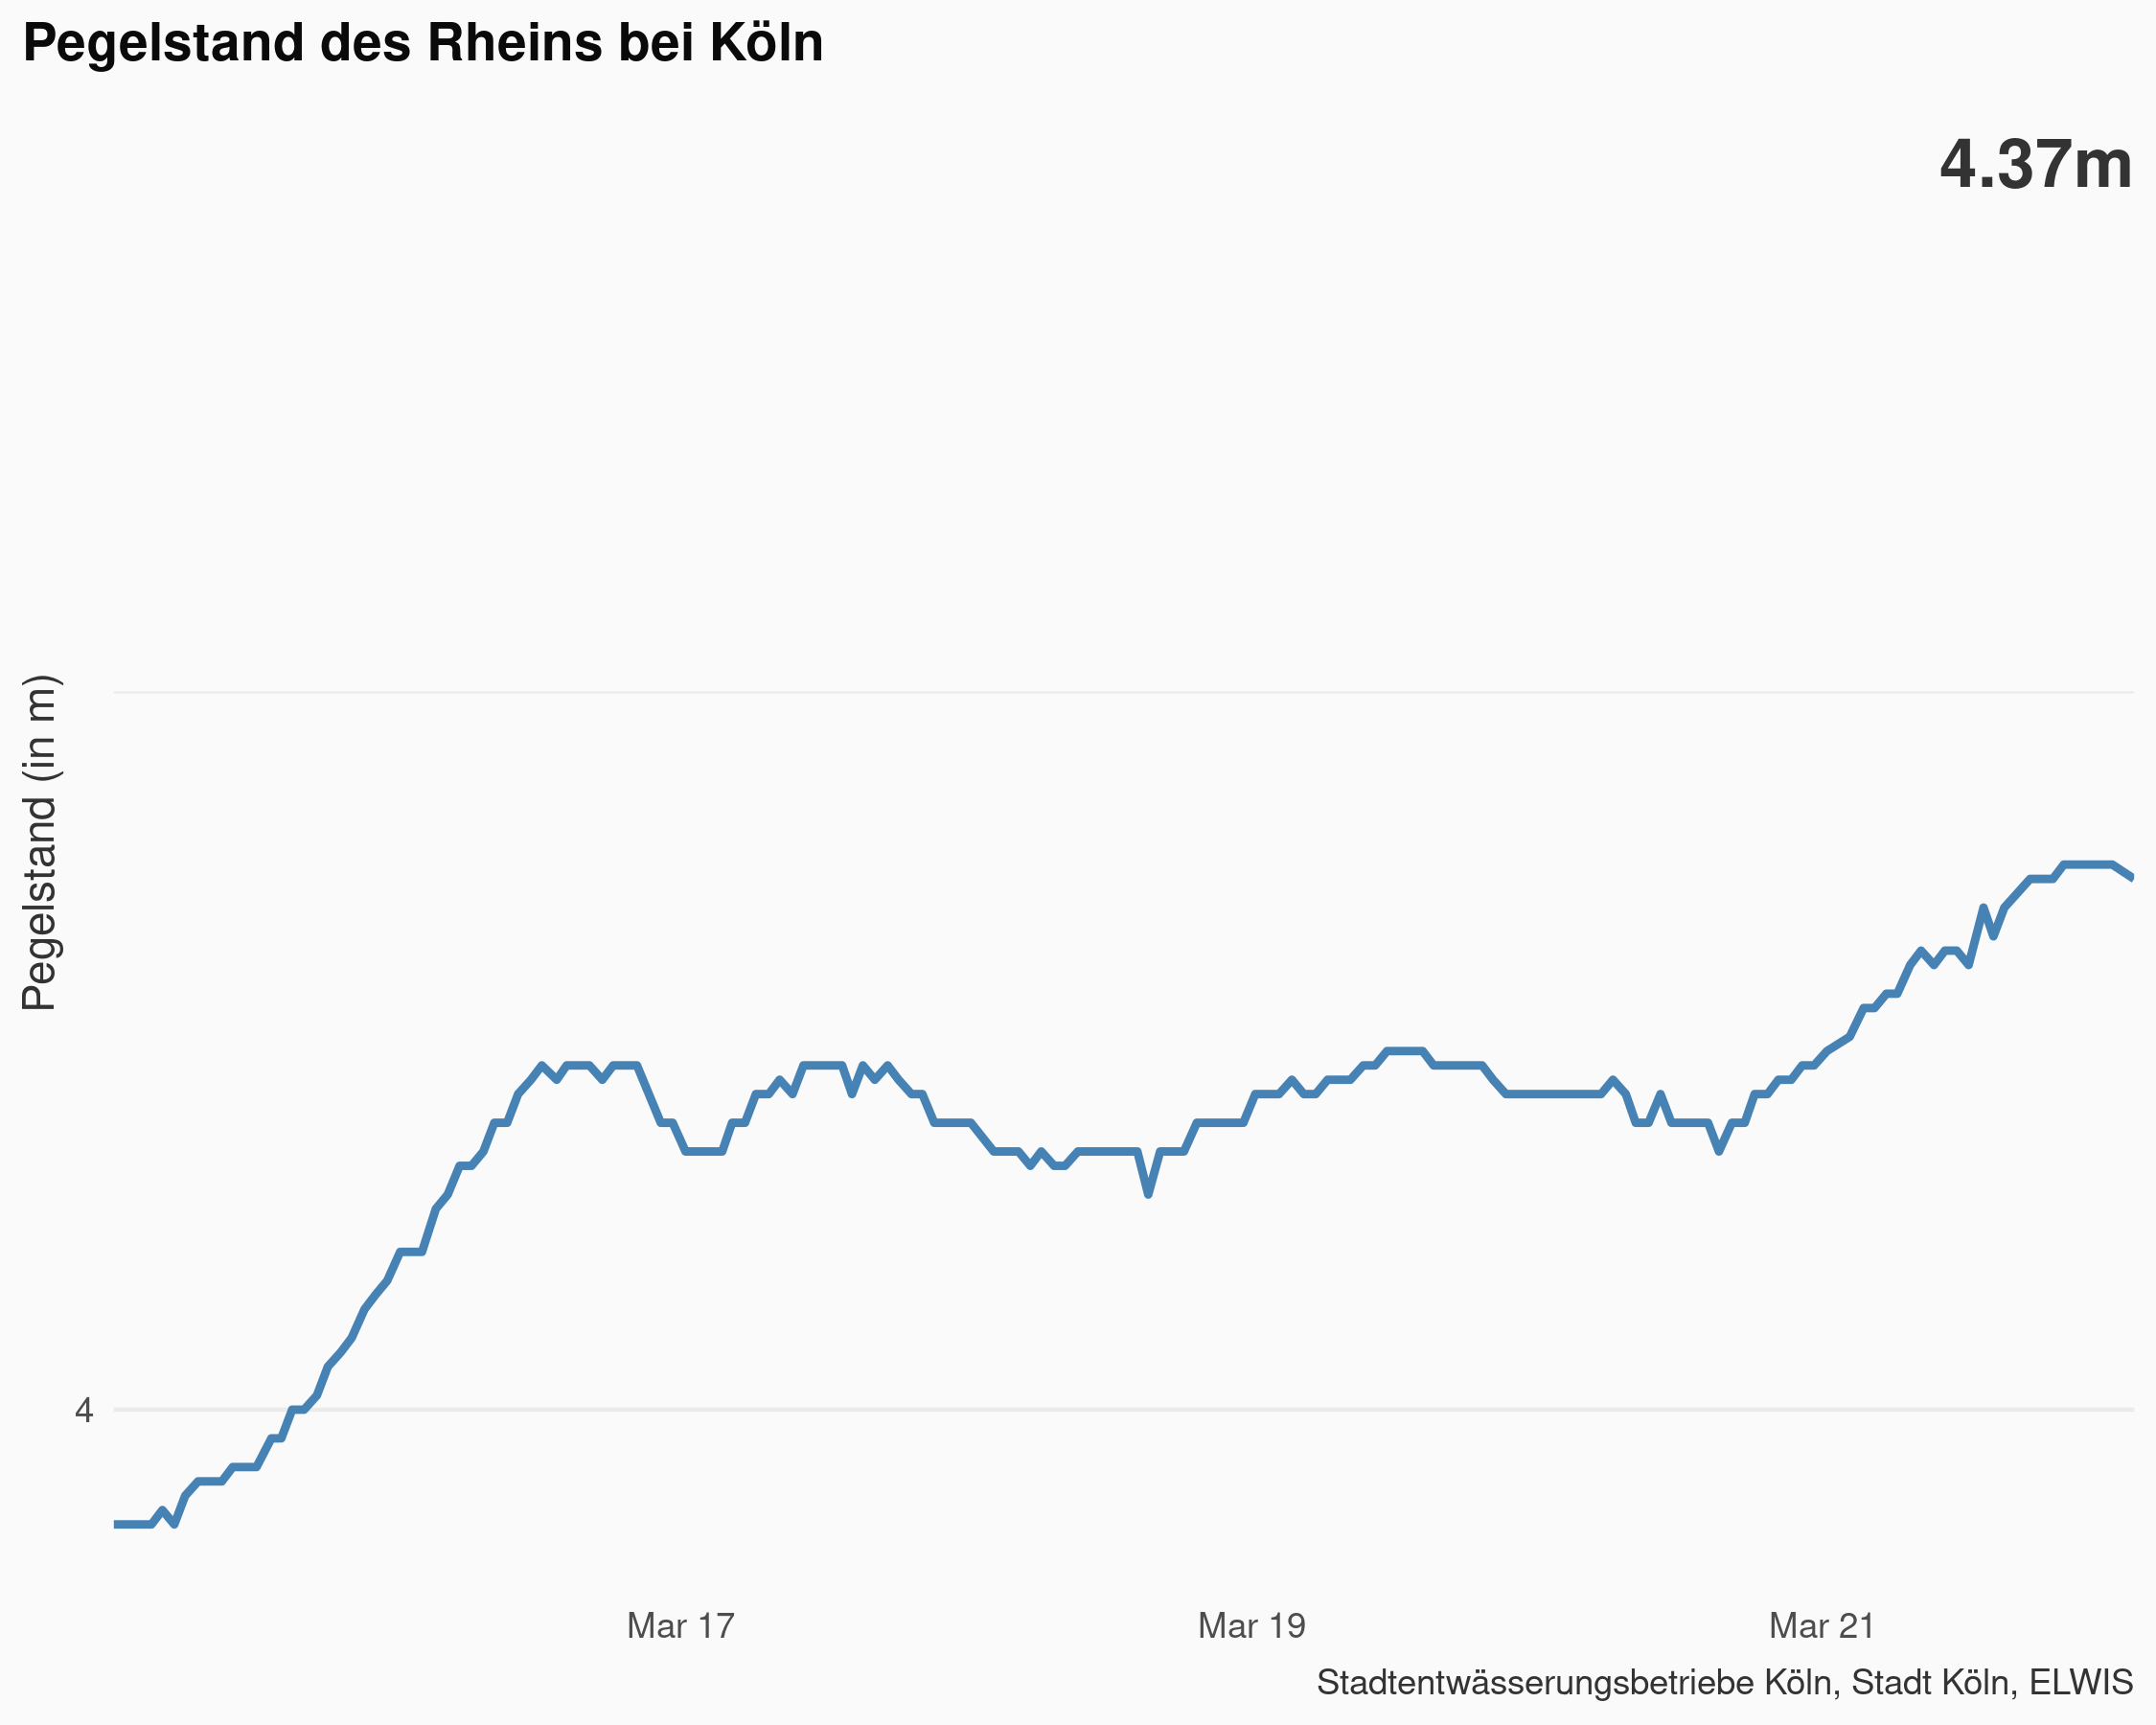 Pegelstand des Rheins bei Köln
4.37m
Pegelstand (in m)
4
Mar 17
Mar 19
Mar 21
Stadtentwässerungsbetriebe Köln, Stadt Köln, ELWIS